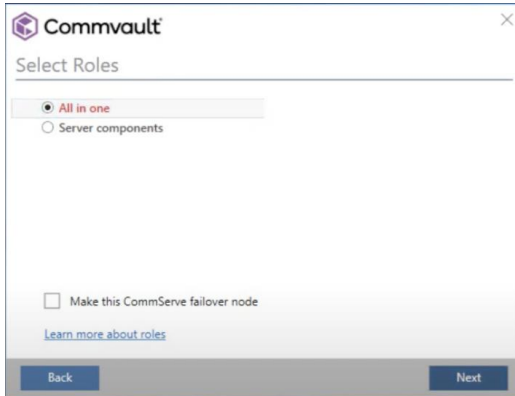 Commvault
Select Roles
All in one
Server components
Make this CommServe failover node
Learn more about roles
Back
Next